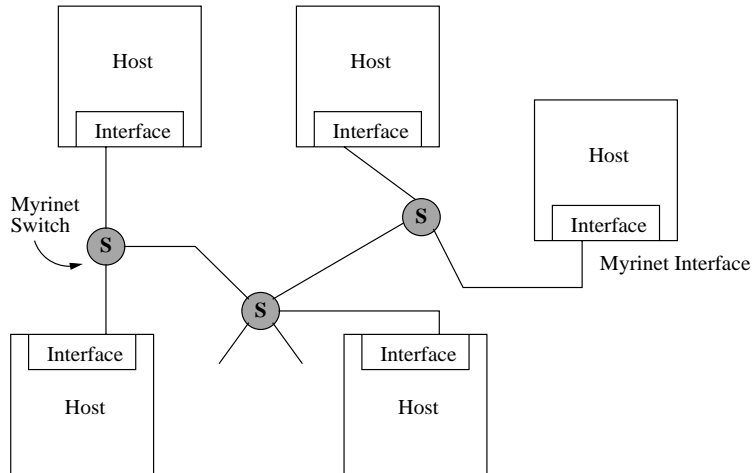 Host
Interface
Host
Interface
Host
Interface
Myrinet
Switch
S
S
Myrinet Interface
S
Interface
Host
Interface
Host